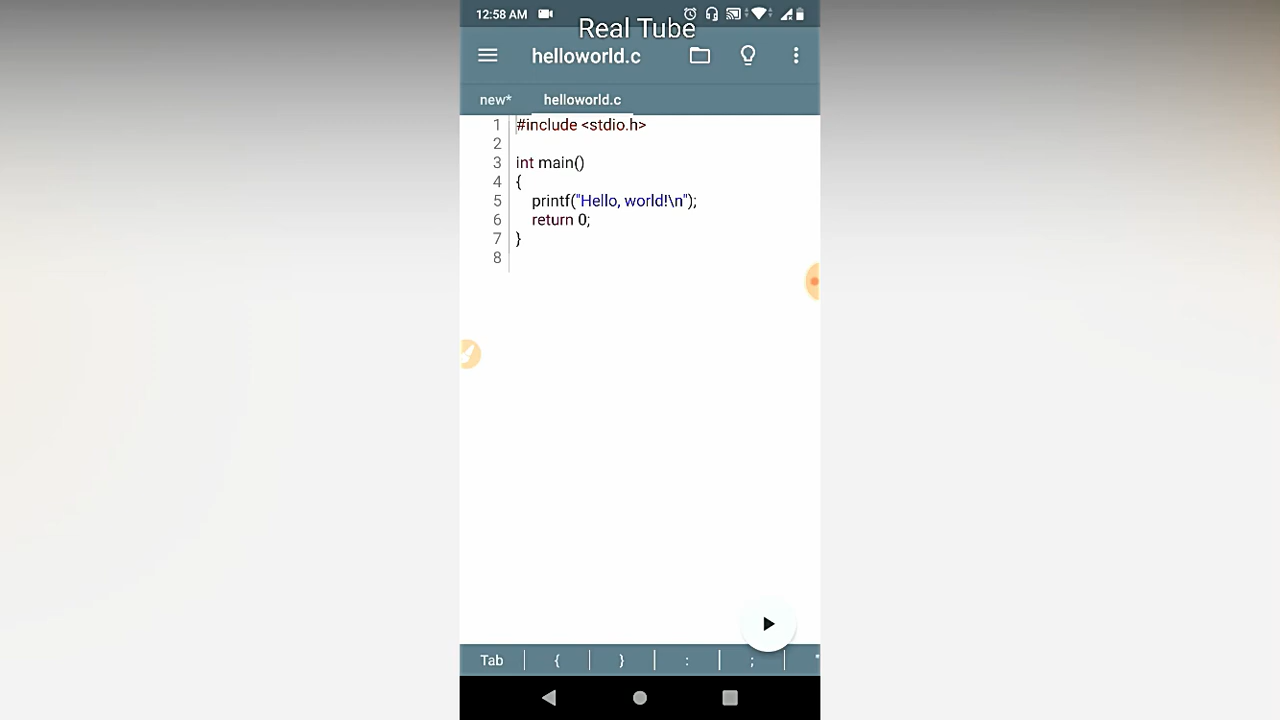 12:58 AM
Real Tube
helloworld.c
new* helloworld.c
1 #include <stdio.h>
2
3 int main()
4 {
5 printf("Hello, world!\n");
6 return 0;
7 }
8
Tab { } : ; "